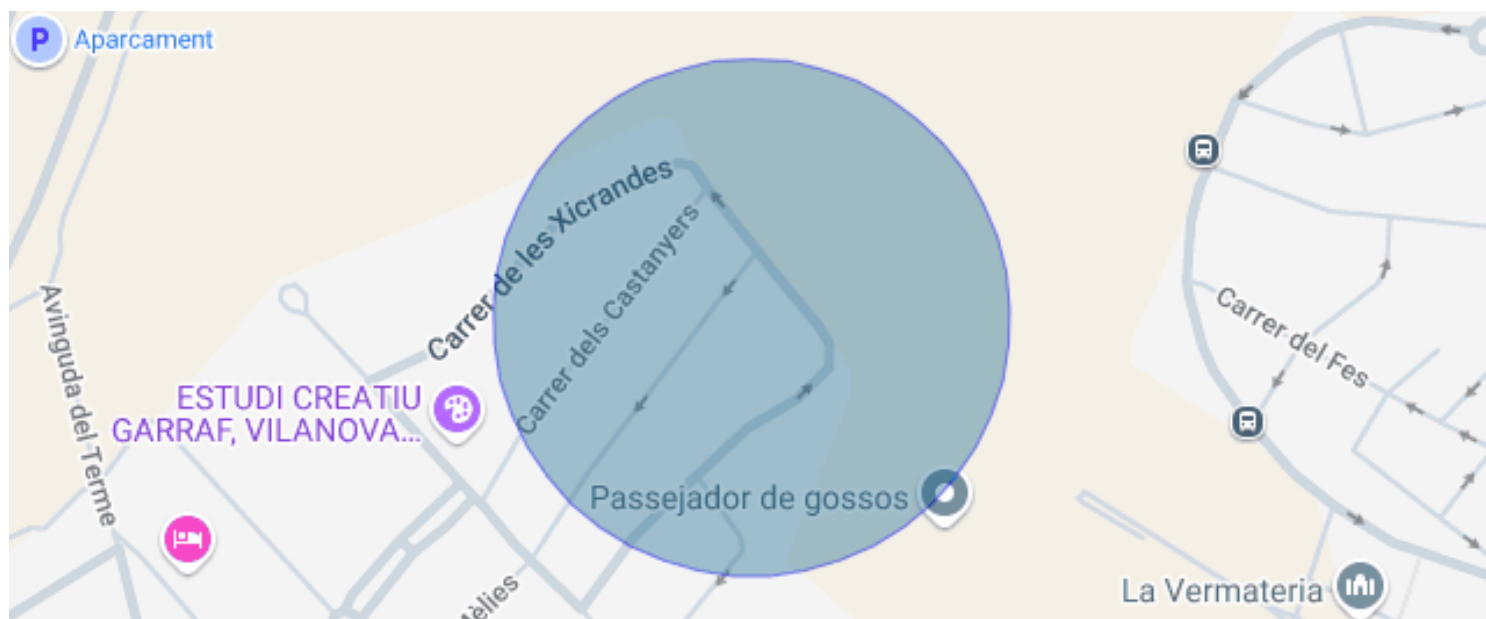 P
Aparcament
Carrer de les Xicrandes
Carrer dels Castanyers
Avinguda del Terme
Carrer del Fes
ESTUDI CREATIU
GARRAF, VILANOVA...
Passejador de gossos
La Vermateria
èlies